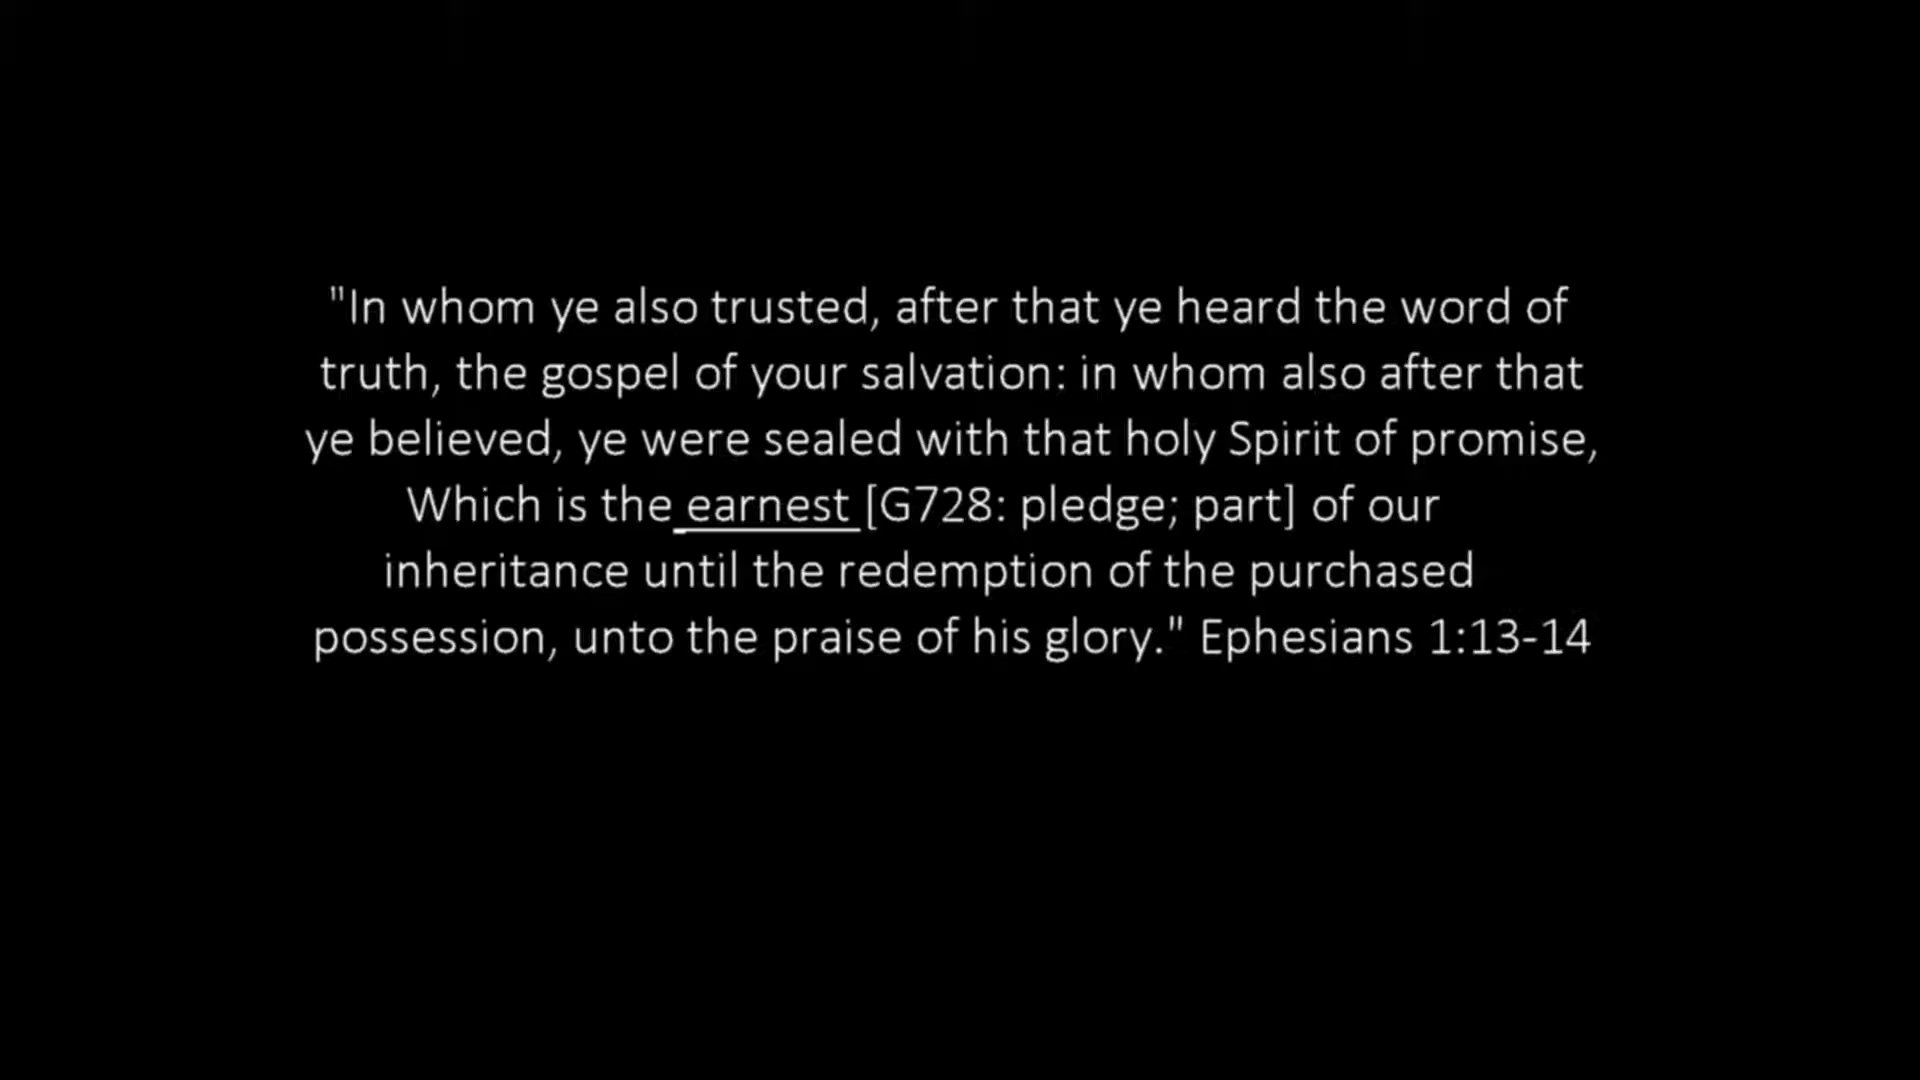 "In whom ye also trusted, after that ye heard the word of
truth, the gospel of your salvation: in whom also after that
ye believed, ye were sealed with that holy Spirit of promise,
Which is the earnest [G728: pledge; part] of our
inheritance until the redemption of the purchased
possession, unto the praise of his glory." Ephesians 1:13-14